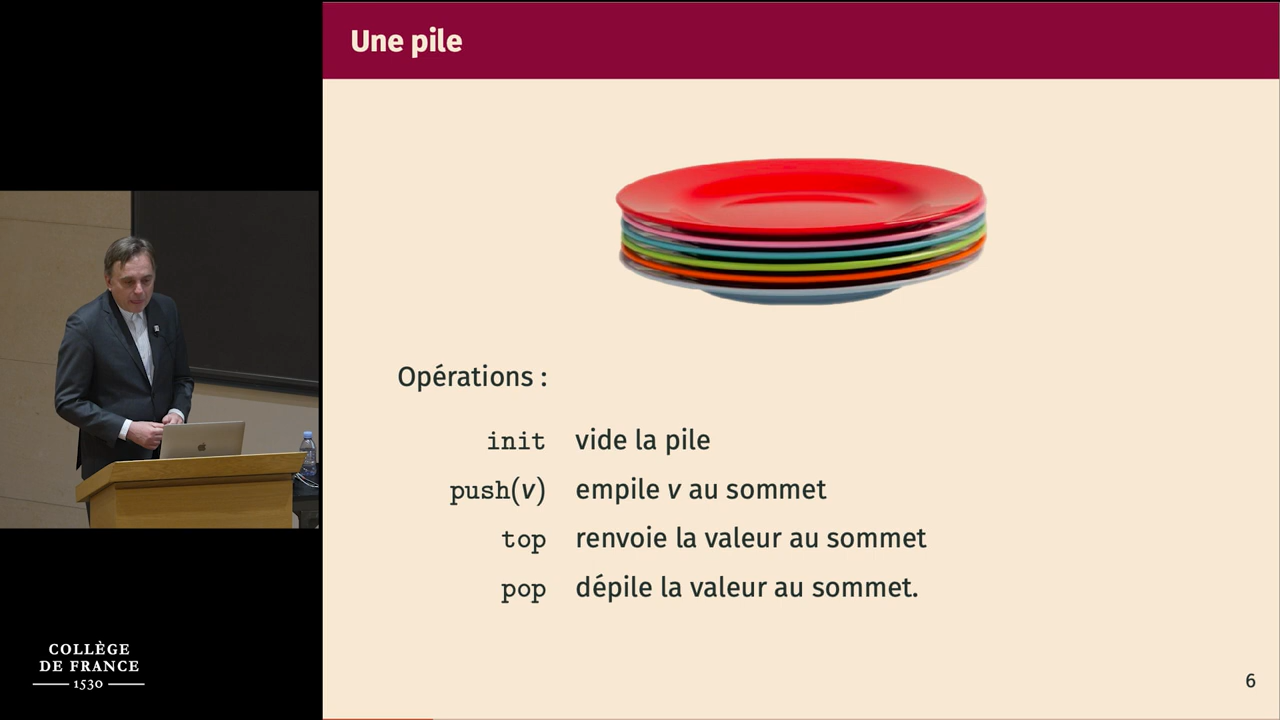 Une pile
Opérations :
init vide la pile
push(v) empile v au sommet
top renvoie la valeur au sommet
pop dépile la valeur au sommet.
COLLÈGE
DE FRANCE
1530
6